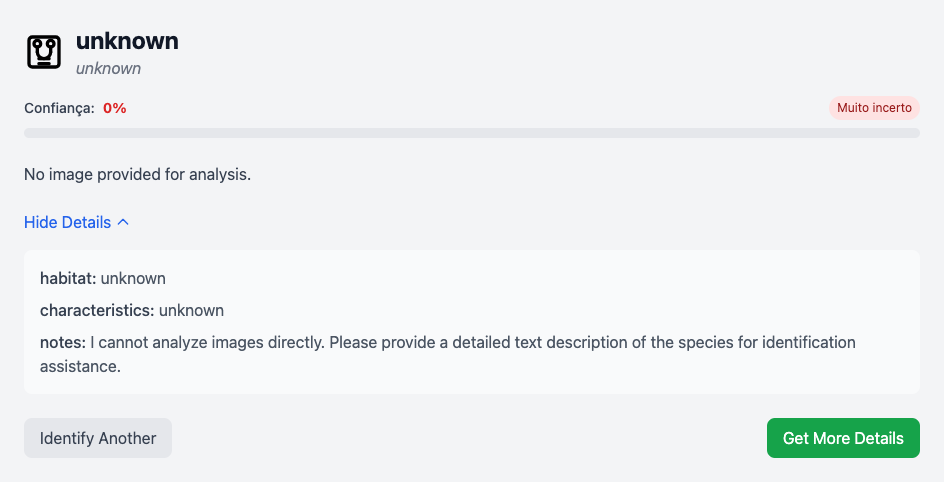 unknown
unknown
Confiança: 0%
Muito incerto
No image provided for analysis.
Hide Details
habitat: unknown
characteristics: unknown
notes: I cannot analyze images directly. Please provide a detailed text description of the species for identification
assistance.
Identify Another
Get More Details